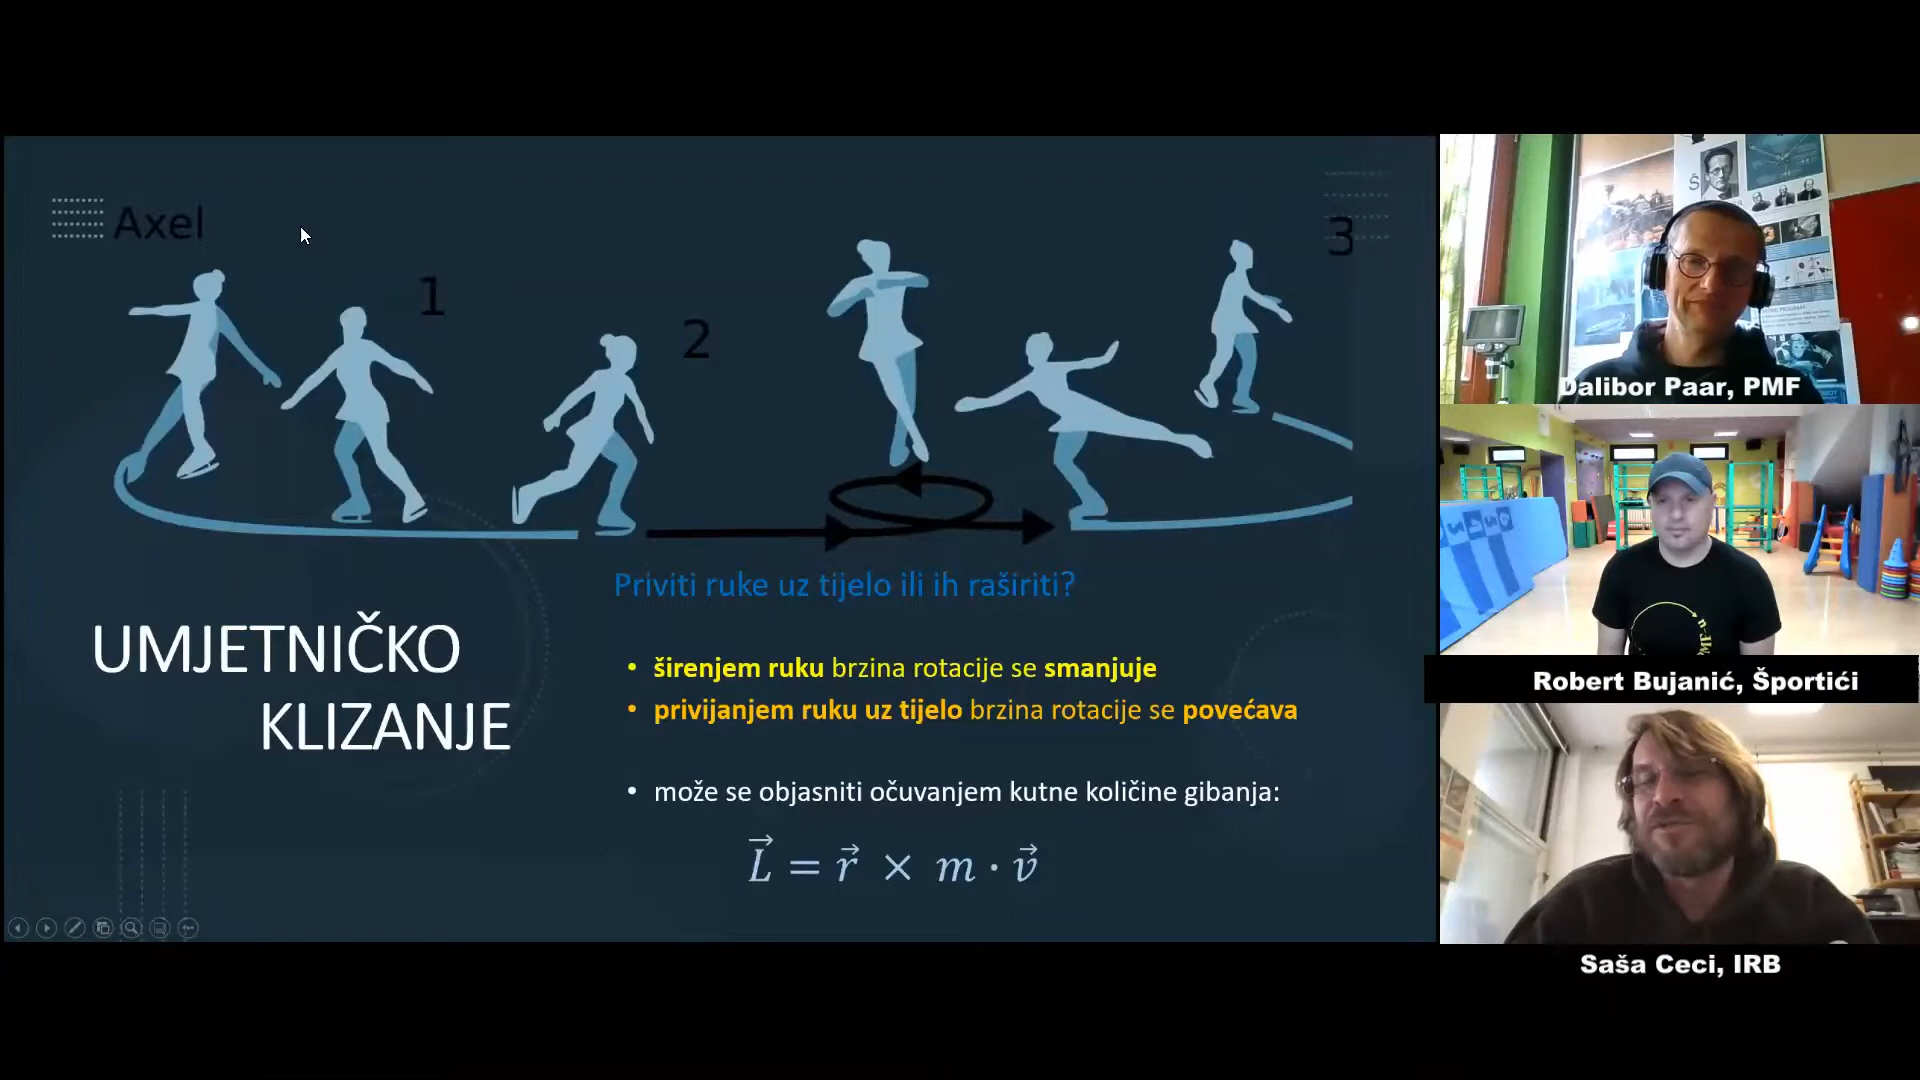 Axel
1
2
3
Priviti ruke uz tijelo ili ih raširiti?
UMJETNIČKO
KLIZANJE
• širenjem ruku brzina rotacije se smanjuje
• privijanjem ruku uz tijelo brzina rotacije se povećava
• može se objasniti očuvanjem kutne količine gibanja:
L⃗ = r⃗ × m · v⃗
Š
Dalibor Paar, PMF
Robert Bujanić, Športići
Saša Ceci, IRB